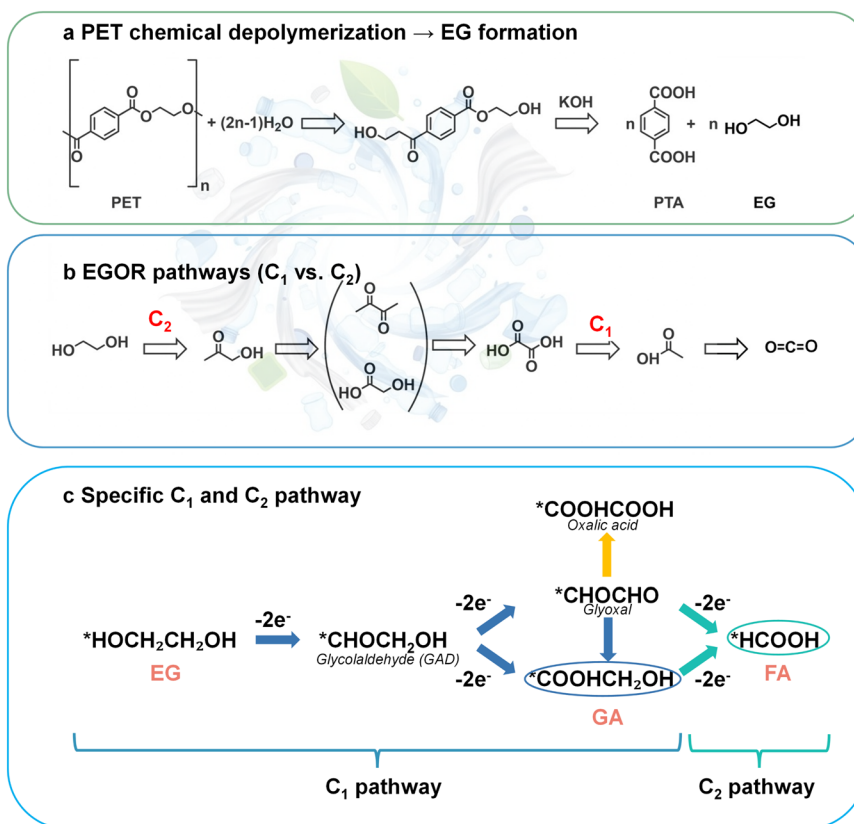 a PET chemical depolymerization → EG formation
O
O
O
O
n
+ (2n-1)H₂O
O
O
OH
HO
O
KOH
n
COOH
COOH
+ n
HO
OH
PET
PTA
EG
b EGOR pathways (C₁ vs. C₂)
HO
OH
C₂
O
OH
O
O
HO
O
OH
HO
O
O
OH
C₁
OH
O
O=C=O
c Specific C₁ and C₂ pathway
*COOHCOOH
Oxalic acid
-2e⁻
-2e⁻
*CHOCHO
Glyoxal
-2e⁻
*HOCH₂CH₂OH
EG
*CHOCH₂OH
Glycolaldehyde (GAD)
*HCOOH
FA
-2e⁻
*COOHCH₂OH
GA
-2e⁻
C₁ pathway
C₂ pathway